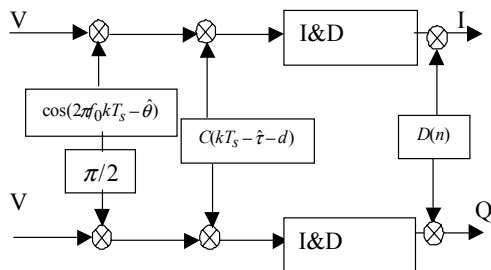 V
I&D
I
cos(2πf₀kTₛ−θ̂)
C(kTₛ−τ̂−d)
D(n)
π/2
V
I&D
Q